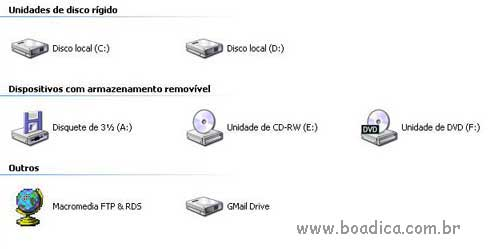 Unidades de disco rígido
Disco local (C:)
Disco local (D:)
Dispositivos com armazenamento removível
Disquete de 3½ (A:)
Unidade de CD-RW (E:)
DVD
Unidade de DVD (F:)
Outros
Macromedia FTP & RDS
GMail Drive
www.boadica.com.br